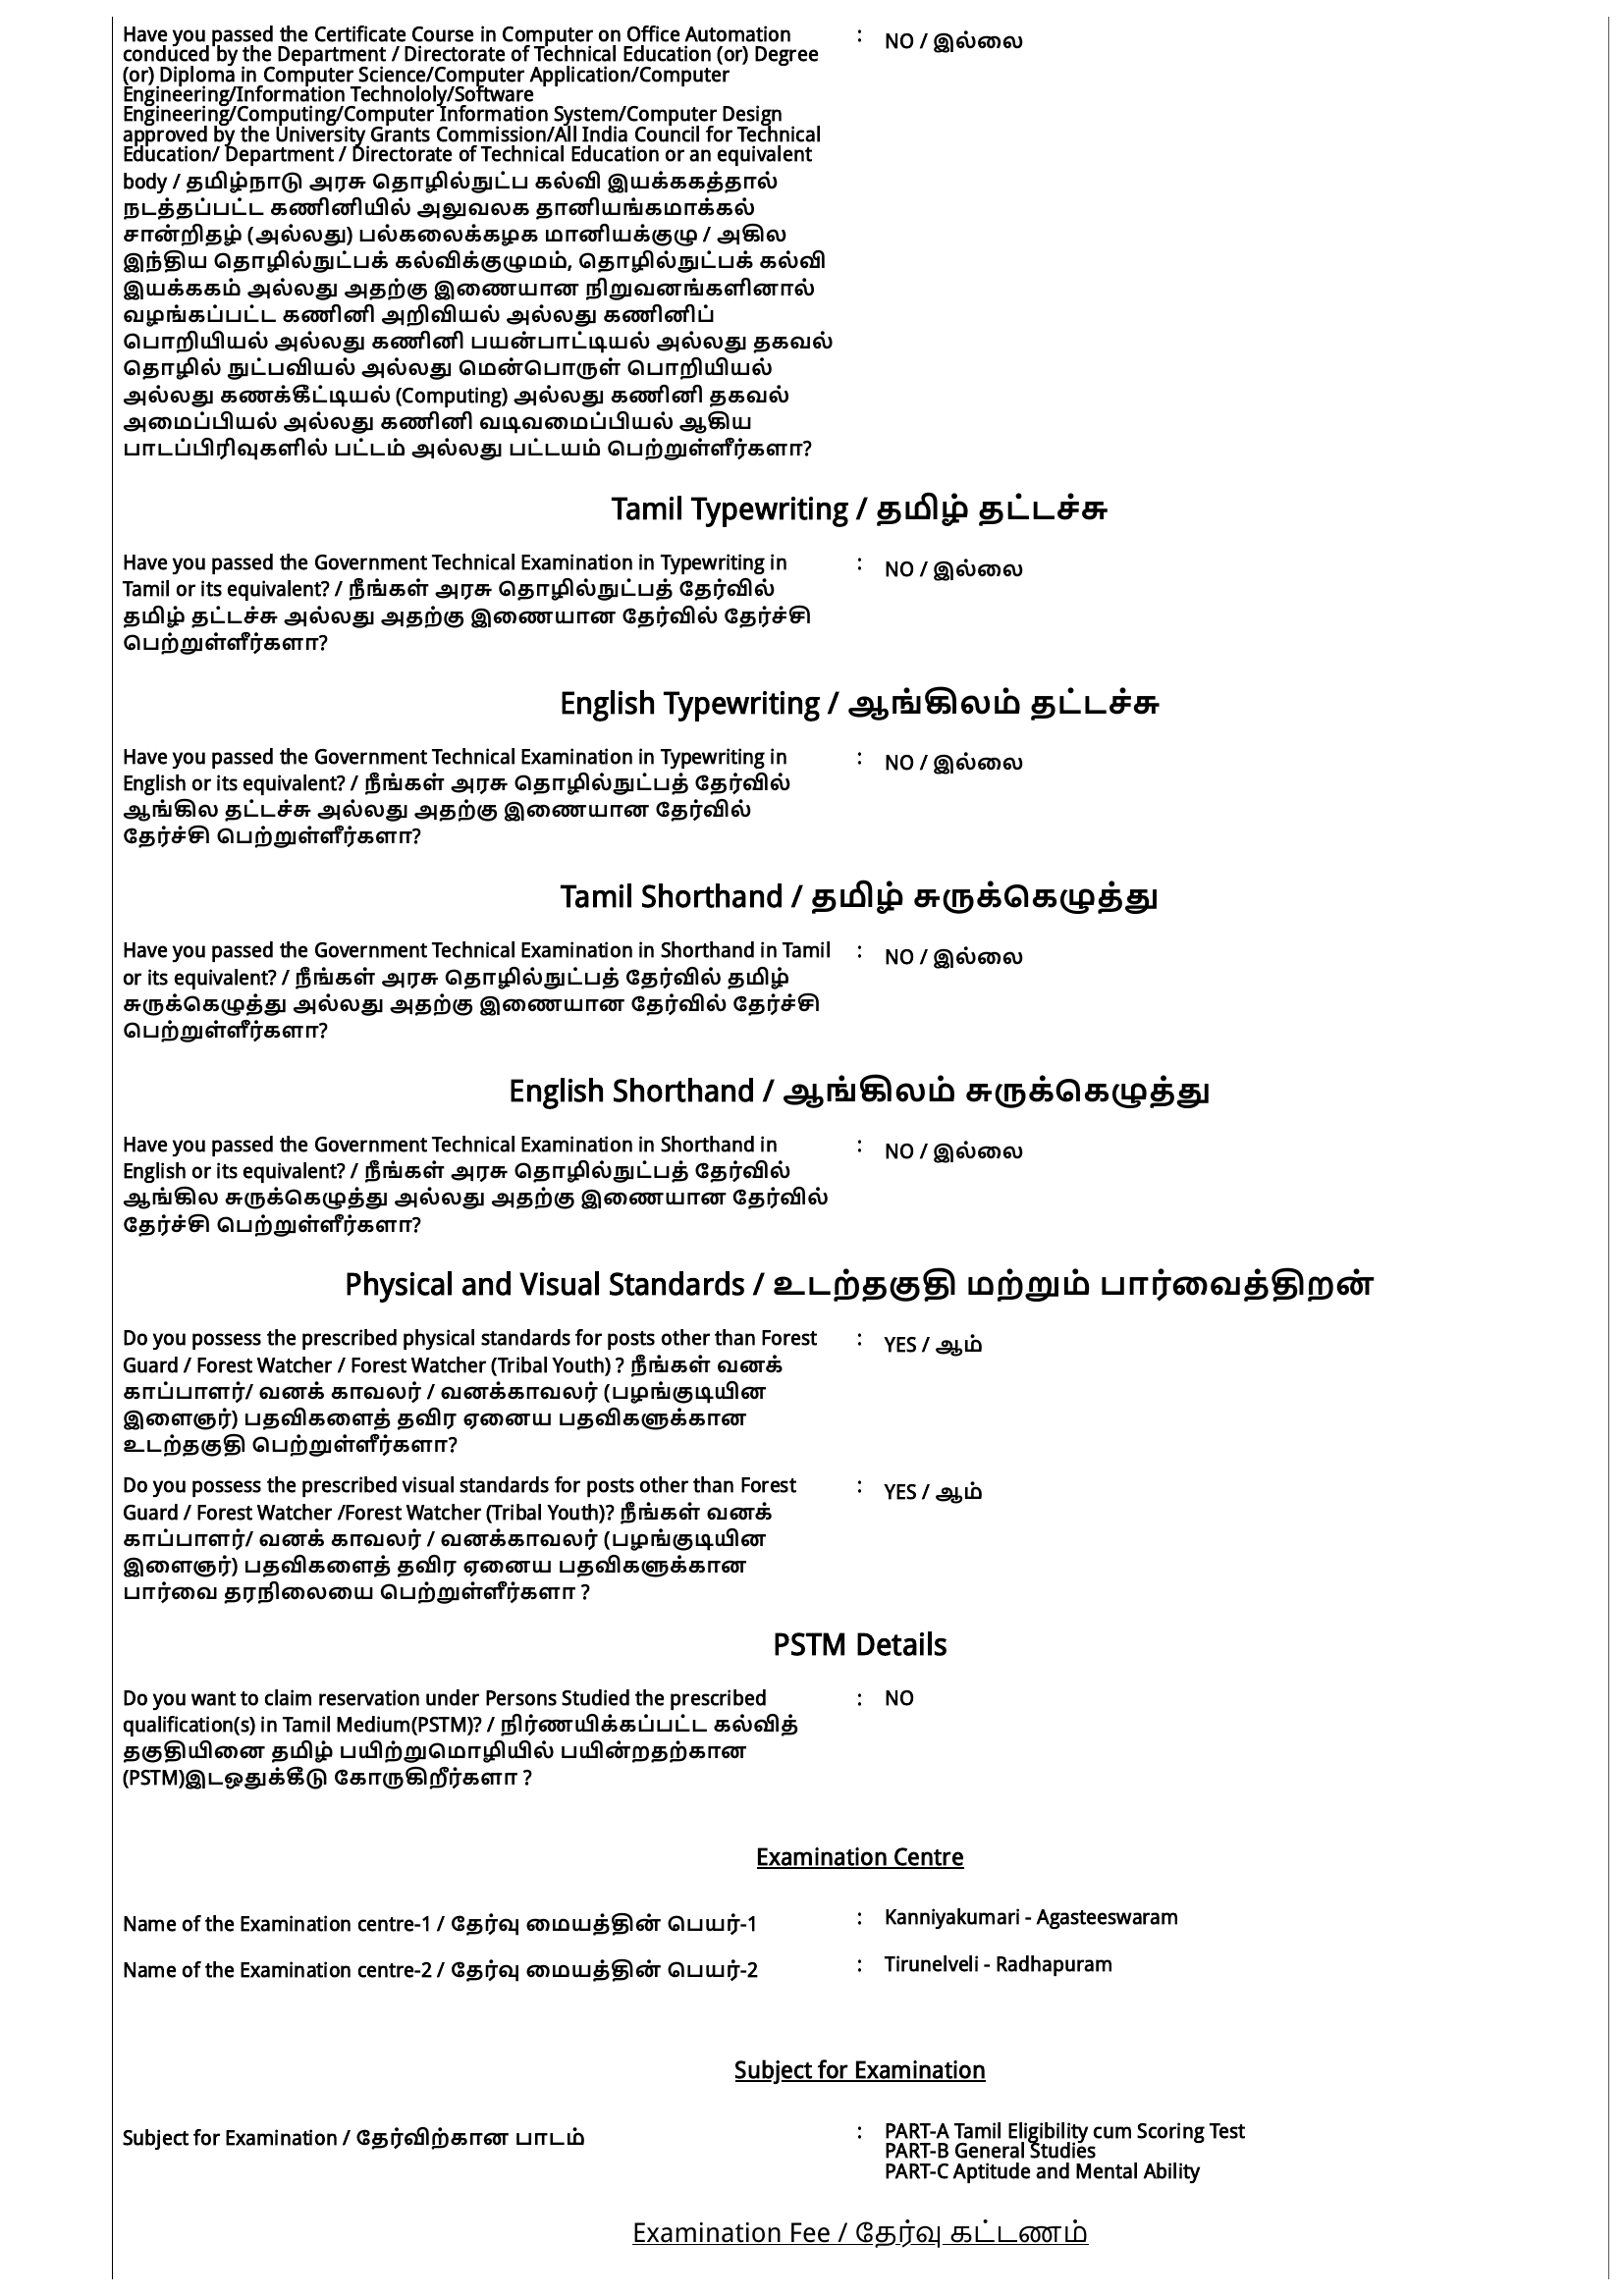 Have you passed the Certificate Course in Computer on Office Automation : NO / இல்லை
conduced by the Department / Directorate of Technical Education (or) Degree
(or) Diploma in Computer Science/Computer Application/Computer
Engineering/Information Technololy/Software
Engineering/Computing/Computer Information System/Computer Design
approved by the University Grants Commission/All India Council for Technical
Education/ Department / Directorate of Technical Education or an equivalent
body / தமிழ்நாடு அரசு தொழில்நுட்ப கல்வி இயக்ககத்தால்
நடத்தப்பட்ட கணினியில் அலுவலக தானியங்கமாக்கல்
சான்றிதழ் (அல்லது) பல்கலைக்கழக மானியக்குழு / அகில
இந்திய தொழில்நுட்பக் கல்விக்குழுமம், தொழில்நுட்பக் கல்வி
இயக்ககம் அல்லது அதற்கு இணையான நிறுவனங்களினால்
வழங்கப்பட்ட கணினி அறிவியல் அல்லது கணினிப்
பொறியியல் அல்லது கணினி பயன்பாட்டியல் அல்லது தகவல்
தொழில் நுட்பவியல் அல்லது மென்பொருள் பொறியியல்
அல்லது கணக்கீட்டியல் (Computing) அல்லது கணினி தகவல்
அமைப்பியல் அல்லது கணினி வடிவமைப்பியல் ஆகிய
பாடப்பிரிவுகளில் பட்டம் அல்லது பட்டயம் பெற்றுள்ளீர்களா?
Tamil Typewriting / தமிழ் தட்டச்சு
Have you passed the Government Technical Examination in Typewriting in : NO / இல்லை
Tamil or its equivalent? / நீங்கள் அரசு தொழில்நுட்பத் தேர்வில்
தமிழ் தட்டச்சு அல்லது அதற்கு இணையான தேர்வில் தேர்ச்சி
பெற்றுள்ளீர்களா?
English Typewriting / ஆங்கிலம் தட்டச்சு
Have you passed the Government Technical Examination in Typewriting in : NO / இல்லை
English or its equivalent? / நீங்கள் அரசு தொழில்நுட்பத் தேர்வில்
ஆங்கில தட்டச்சு அல்லது அதற்கு இணையான தேர்வில்
தேர்ச்சி பெற்றுள்ளீர்களா?
Tamil Shorthand / தமிழ் சுருக்கெழுத்து
Have you passed the Government Technical Examination in Shorthand in Tamil : NO / இல்லை
or its equivalent? / நீங்கள் அரசு தொழில்நுட்பத் தேர்வில் தமிழ்
சுருக்கெழுத்து அல்லது அதற்கு இணையான தேர்வில் தேர்ச்சி
பெற்றுள்ளீர்களா?
English Shorthand / ஆங்கிலம் சுருக்கெழுத்து
Have you passed the Government Technical Examination in Shorthand in : NO / இல்லை
English or its equivalent? / நீங்கள் அரசு தொழில்நுட்பத் தேர்வில்
ஆங்கில சுருக்கெழுத்து அல்லது அதற்கு இணையான தேர்வில்
தேர்ச்சி பெற்றுள்ளீர்களா?
Physical and Visual Standards / உடற்தகுதி மற்றும் பார்வைத்திறன்
Do you possess the prescribed physical standards for posts other than Forest : YES / ஆம்
Guard / Forest Watcher / Forest Watcher (Tribal Youth) ? நீங்கள் வனக்
காப்பாளர்/ வனக் காவலர் / வனக்காவலர் (பழங்குடியின
இளைஞர்) பதவிகளைத் தவிர ஏனைய பதவிகளுக்கான
உடற்தகுதி பெற்றுள்ளீர்களா?
Do you possess the prescribed visual standards for posts other than Forest : YES / ஆம்
Guard / Forest Watcher /Forest Watcher (Tribal Youth)? நீங்கள் வனக்
காப்பாளர்/ வனக் காவலர் / வனக்காவலர் (பழங்குடியின
இளைஞர்) பதவிகளைத் தவிர ஏனைய பதவிகளுக்கான
பார்வை தரநிலையை பெற்றுள்ளீர்களா ?
PSTM Details
Do you want to claim reservation under Persons Studied the prescribed : NO
qualification(s) in Tamil Medium(PSTM)? / நிர்ணயிக்கப்பட்ட கல்வித்
தகுதியினை தமிழ் பயிற்றுமொழியில் பயின்றதற்கான
(PSTM)இடஒதுக்கீடு கோருகிறீர்களா ?
Examination Centre
Name of the Examination centre-1 / தேர்வு மையத்தின் பெயர்-1 : Kanniyakumari - Agasteeswaram
Name of the Examination centre-2 / தேர்வு மையத்தின் பெயர்-2 : Tirunelveli - Radhapuram
Subject for Examination
Subject for Examination / தேர்விற்கான பாடம் : PART-A Tamil Eligibility cum Scoring Test
PART-B General Studies
PART-C Aptitude and Mental Ability
Examination Fee / தேர்வு கட்டணம்